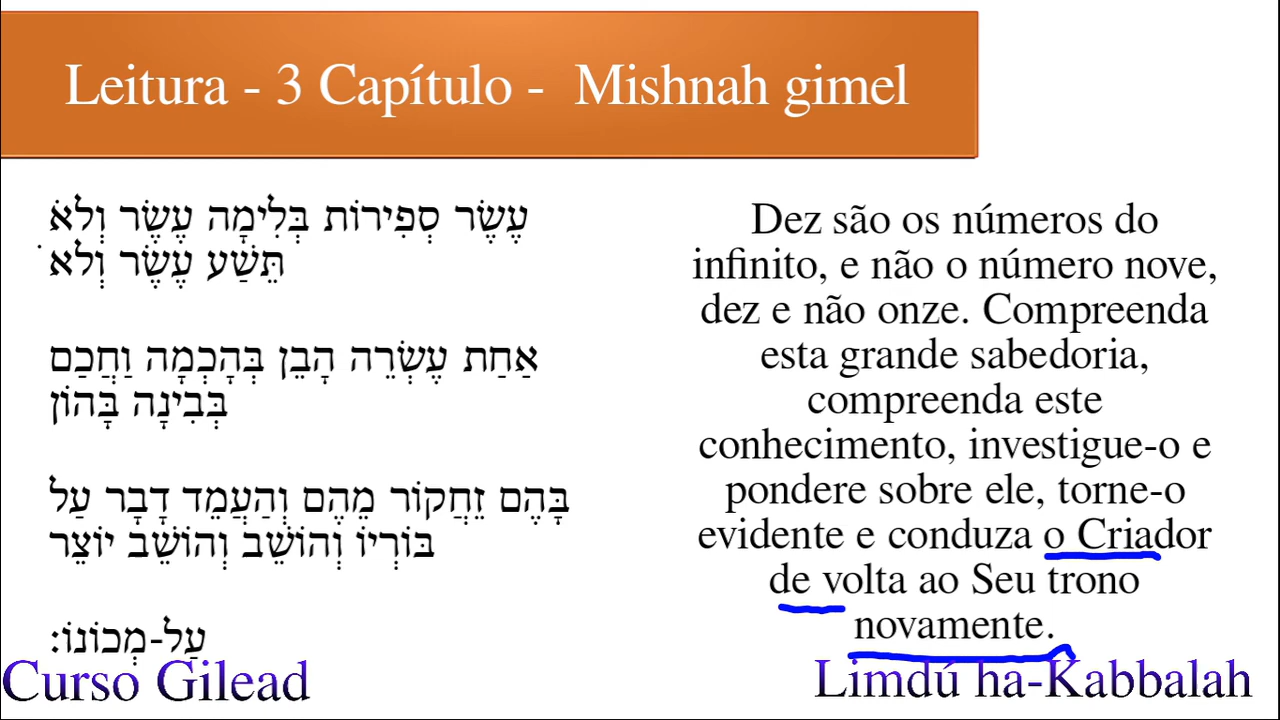 Leitura - 3 Capítulo - Mishnah gimel
עֶשֶׂר סְפִירוֹת בְּלִימָה עֶשֶׂר וְלֹא
תֵּשַׁע עֶשֶׂר וְלֹא
אַחַת עֶשְׂרֵה הָבֵן בְּהָכְמָה וַחֲכַם
בְּבִינָה בָּהוֹן
בָּהֶם זֵחֲקוֹר מֵהֶם וְהַעֲמֵד דָבָר עַל
בּוֹרְיוֹ וְהוֹשֵׁב וְהוֹשֵׁב יוֹצֵר
עַל-מְכוֹנוֹ:
Dez são os números do
infinito, e não o número nove,
dez e não onze. Compreenda
esta grande sabedoria,
compreenda este
conhecimento, investigue-o e
pondere sobre ele, torne-o
evidente e conduza o Criador
de volta ao Seu trono
novamente.
Curso Gilead
Limdú ha-Kabbalah